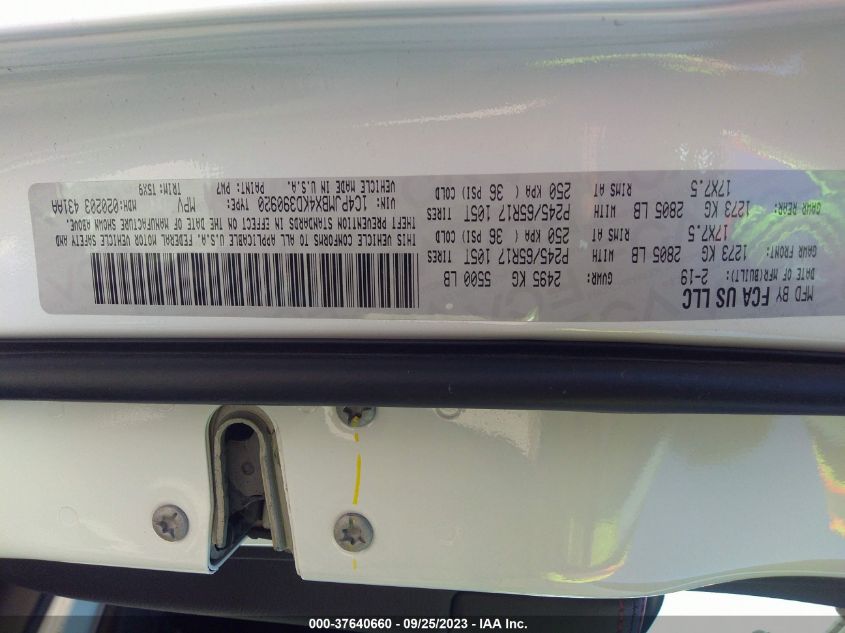 MFD BY FCA US LLC
DATE OF MFR(BUILT): 2-19 GVWR: 2495 KG 5500 LB
GAWR FRONT: 1273 KG 2805 LB WITH TIRES P245/65R17 105T
RIMS AT 17X7.5 250 KPA ( 36 PSI) COLD
GAWR REAR: 1273 KG 2805 LB WITH TIRES P245/65R17 105T
RIMS AT 17X7.5 250 KPA ( 36 PSI) COLD
THIS VEHICLE CONFORMS TO ALL APPLICABLE U.S.A. FEDERAL MOTOR VEHICLE SAFETY AND
THEFT PREVENTION STANDARDS IN EFFECT ON THE DATE OF MANUFACTURE SHOWN ABOVE.
VIN: 1C4PJMBX4KD390920 TYPE: MPV MDH: 020203 431AA
VEHICLE MADE IN U.S.A. PAINT: PW7 TRIM: T5X9
000-37640660 - 09/25/2023 - IAA Inc.